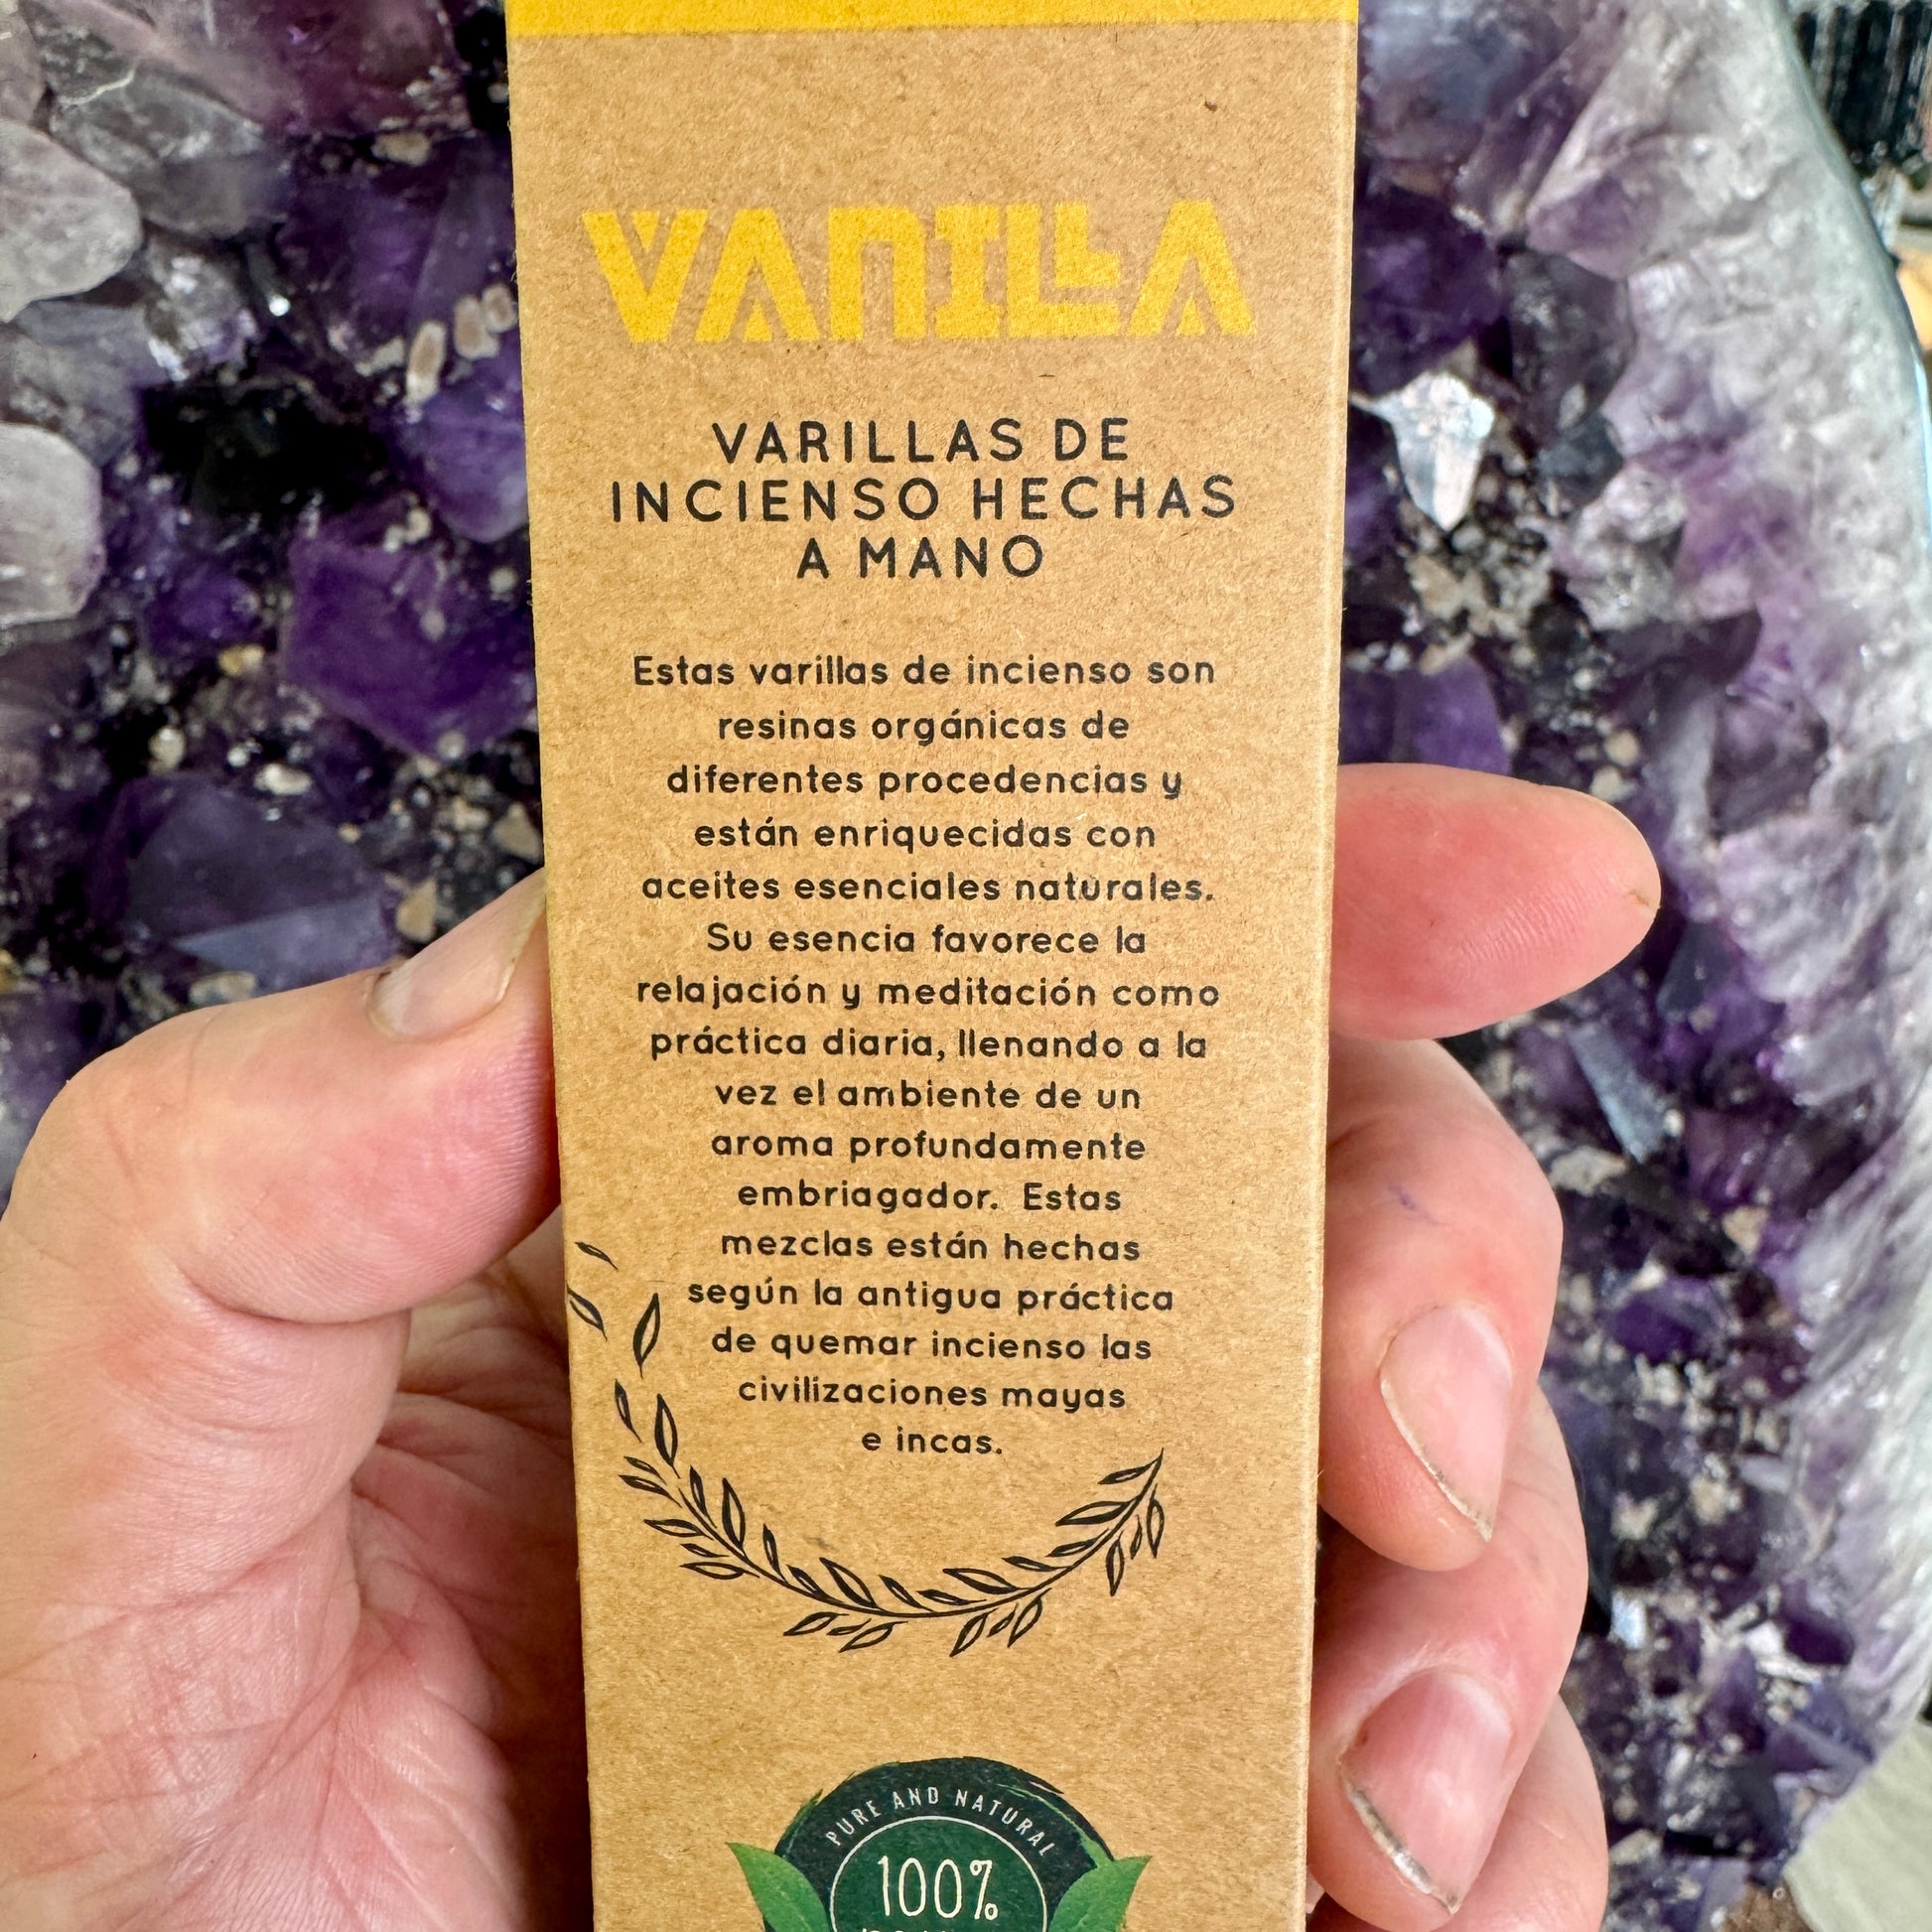 VANILLA
VARILLAS DE
INCIENSO HECHAS
A MANO
Estas varillas de incienso son
resinas orgánicas de
diferentes procedencias y
están enriquecidas con
aceites esenciales naturales.
Su esencia favorece la
relajación y meditación como
práctica diaria, llenando a la
vez el ambiente de un
aroma profundamente
embriagador. Estas
mezclas están hechas
según la antigua práctica
de quemar incienso las
civilizaciones mayas
e incas.
PURE AND NATURAL
100%